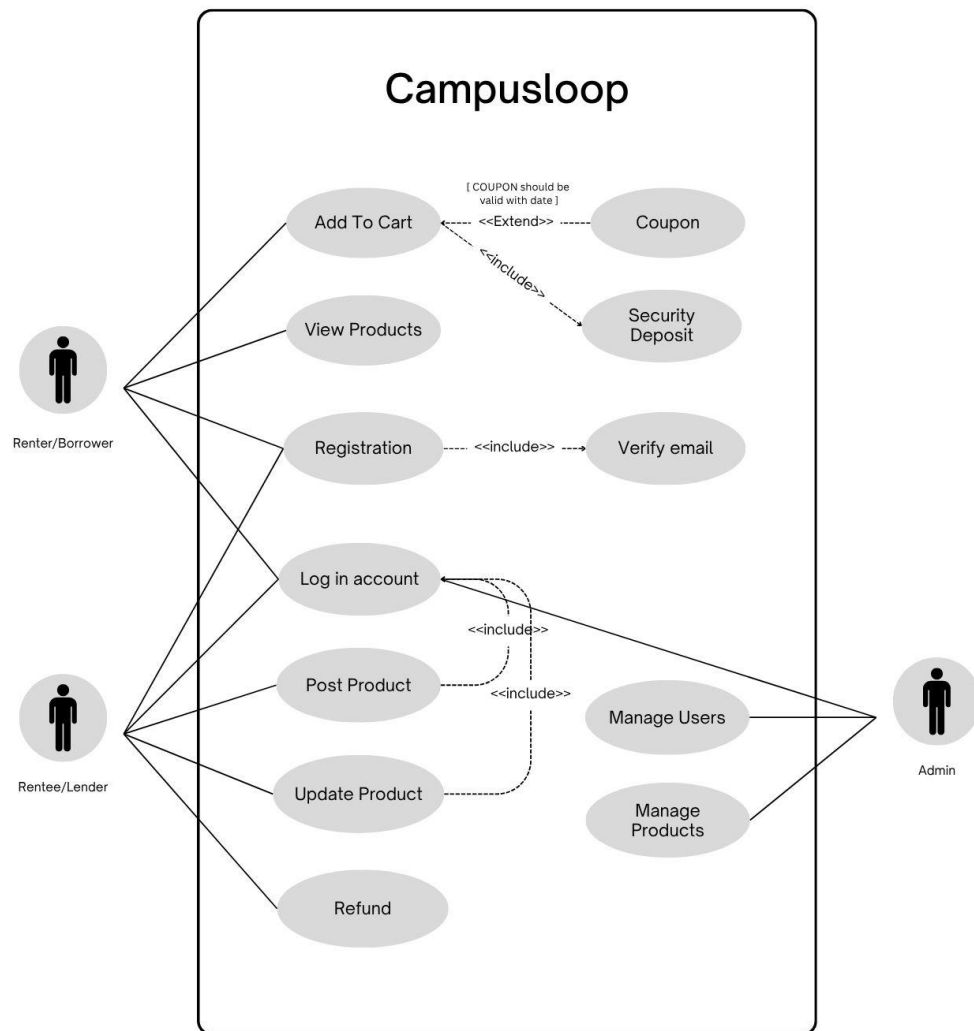 Campusloop
[ COUPON should be
valid with date ]
Add To Cart
<<Extend>>
Coupon
<<include>>
Security
Deposit
View Products
Renter/Borrower
Registration
<<include>>
Verify email
Log in account
<<include>>
Post Product
<<include>>
Manage Users
Rentee/Lender
Admin
Update Product
Manage
Products
Refund